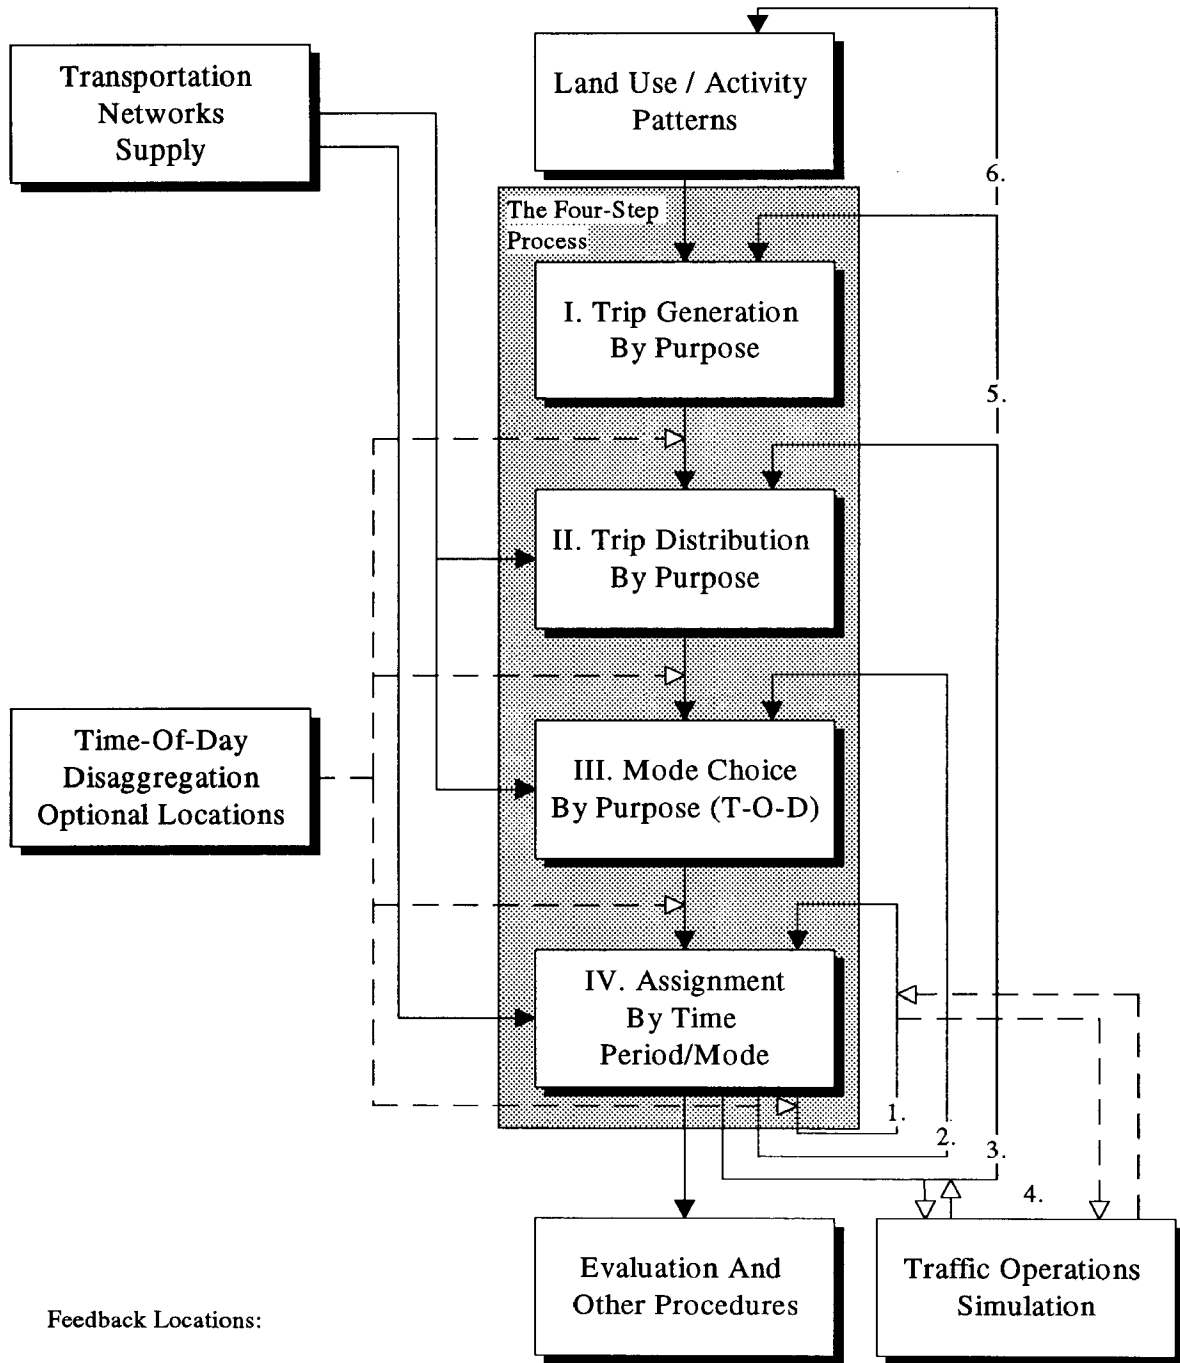 Transportation
Networks
Supply
Land Use / Activity
Patterns
6.
The Four-Step
Process
I. Trip Generation
By Purpose
5.
II. Trip Distribution
By Purpose
Time-Of-Day
Disaggregation
Optional Locations
III. Mode Choice
By Purpose (T-O-D)
IV. Assignment
By Time
Period/Mode
1.
2.
3.
4.
Evaluation And
Other Procedures
Traffic Operations
Simulation
Feedback Locations: